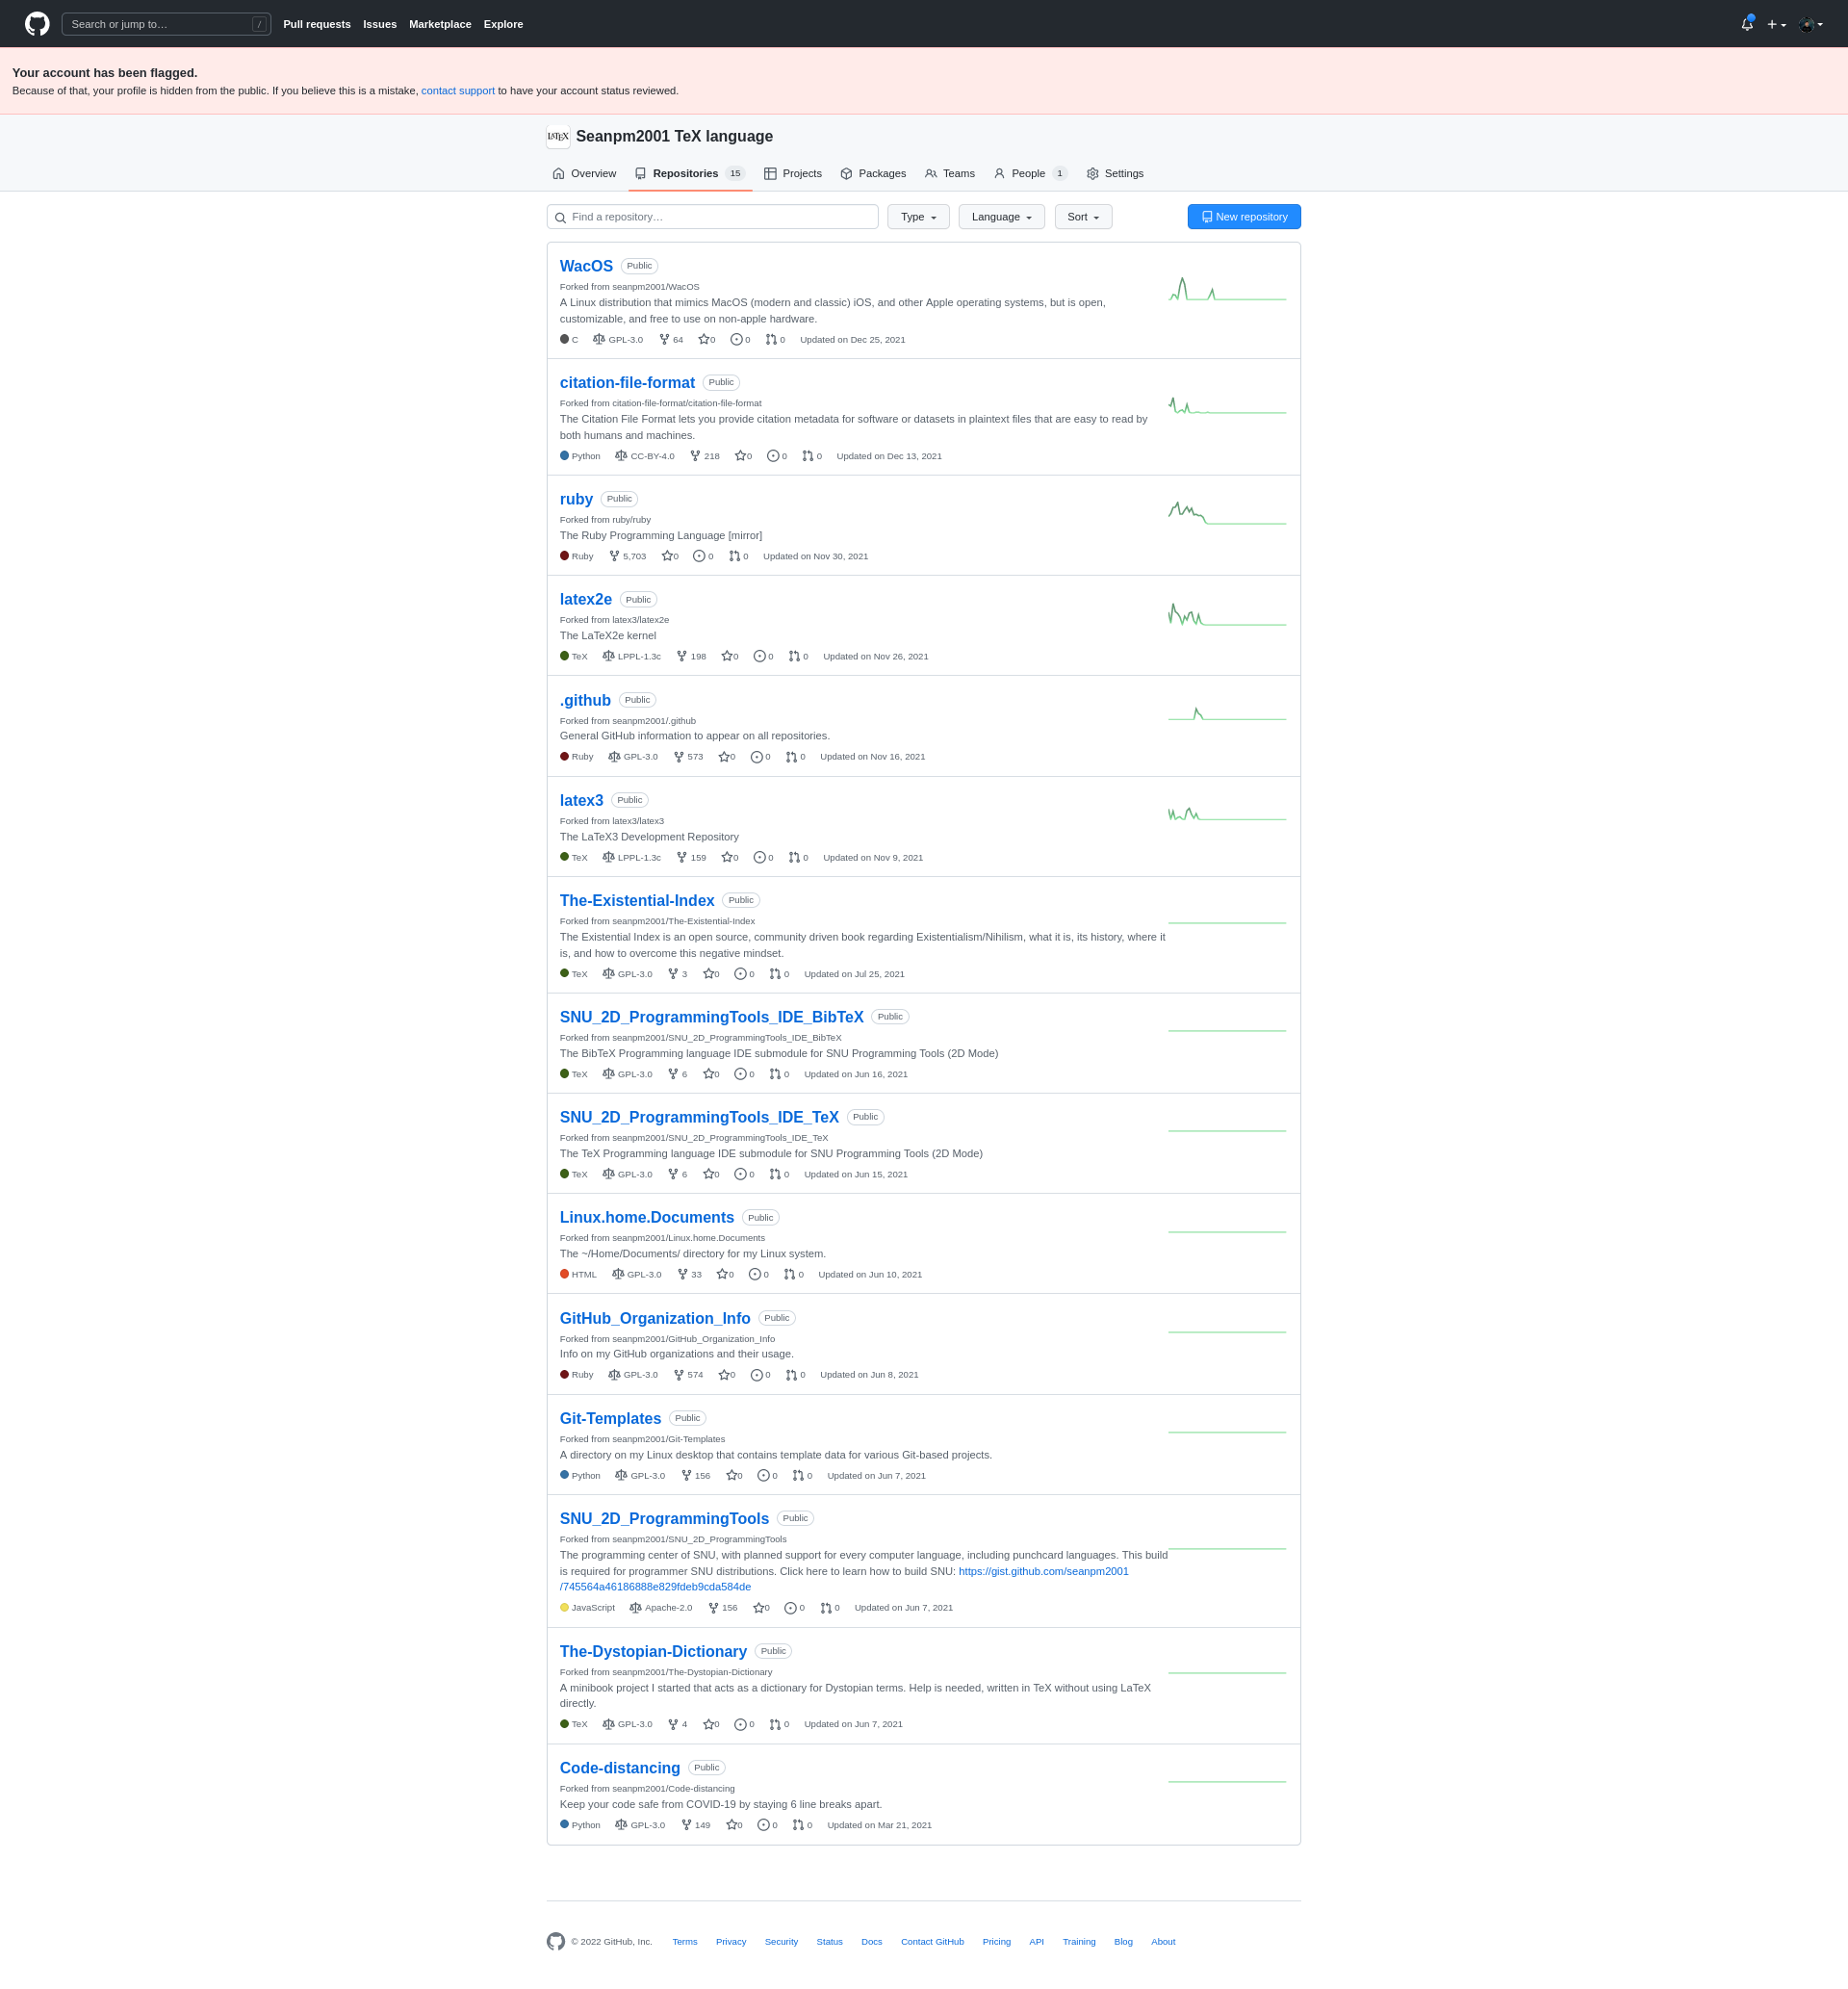 Search or jump to… /
Pull requests Issues Marketplace Explore
Your account has been flagged.
Because of that, your profile is hidden from the public. If you believe this is a mistake, contact support to have your account status reviewed.
LATEX Seanpm2001 TeX language
Overview Repositories 15 Projects Packages Teams People 1 Settings
Find a repository… Type Language Sort New repository
WacOS Public
Forked from seanpm2001/WacOS
A Linux distribution that mimics MacOS (modern and classic) iOS, and other Apple operating systems, but is open,
customizable, and free to use on non-apple hardware.
C GPL-3.0 64 0 0 0 Updated on Dec 25, 2021
citation-file-format Public
Forked from citation-file-format/citation-file-format
The Citation File Format lets you provide citation metadata for software or datasets in plaintext files that are easy to read by
both humans and machines.
Python CC-BY-4.0 218 0 0 0 Updated on Dec 13, 2021
ruby Public
Forked from ruby/ruby
The Ruby Programming Language [mirror]
Ruby 5,703 0 0 0 Updated on Nov 30, 2021
latex2e Public
Forked from latex3/latex2e
The LaTeX2e kernel
TeX LPPL-1.3c 198 0 0 0 Updated on Nov 26, 2021
.github Public
Forked from seanpm2001/.github
General GitHub information to appear on all repositories.
Ruby GPL-3.0 573 0 0 0 Updated on Nov 16, 2021
latex3 Public
Forked from latex3/latex3
The LaTeX3 Development Repository
TeX LPPL-1.3c 159 0 0 0 Updated on Nov 9, 2021
The-Existential-Index Public
Forked from seanpm2001/The-Existential-Index
The Existential Index is an open source, community driven book regarding Existentialism/Nihilism, what it is, its history, where it
is, and how to overcome this negative mindset.
TeX GPL-3.0 3 0 0 0 Updated on Jul 25, 2021
SNU_2D_ProgrammingTools_IDE_BibTeX Public
Forked from seanpm2001/SNU_2D_ProgrammingTools_IDE_BibTeX
The BibTeX Programming language IDE submodule for SNU Programming Tools (2D Mode)
TeX GPL-3.0 6 0 0 0 Updated on Jun 16, 2021
SNU_2D_ProgrammingTools_IDE_TeX Public
Forked from seanpm2001/SNU_2D_ProgrammingTools_IDE_TeX
The TeX Programming language IDE submodule for SNU Programming Tools (2D Mode)
TeX GPL-3.0 6 0 0 0 Updated on Jun 15, 2021
Linux.home.Documents Public
Forked from seanpm2001/Linux.home.Documents
The ~/Home/Documents/ directory for my Linux system.
HTML GPL-3.0 33 0 0 0 Updated on Jun 10, 2021
GitHub_Organization_Info Public
Forked from seanpm2001/GitHub_Organization_Info
Info on my GitHub organizations and their usage.
Ruby GPL-3.0 574 0 0 0 Updated on Jun 8, 2021
Git-Templates Public
Forked from seanpm2001/Git-Templates
A directory on my Linux desktop that contains template data for various Git-based projects.
Python GPL-3.0 156 0 0 0 Updated on Jun 7, 2021
SNU_2D_ProgrammingTools Public
Forked from seanpm2001/SNU_2D_ProgrammingTools
The programming center of SNU, with planned support for every computer language, including punchcard languages. This build
is required for programmer SNU distributions. Click here to learn how to build SNU: https://gist.github.com/seanpm2001
/745564a46186888e829fdeb9cda584de
JavaScript Apache-2.0 156 0 0 0 Updated on Jun 7, 2021
The-Dystopian-Dictionary Public
Forked from seanpm2001/The-Dystopian-Dictionary
A minibook project I started that acts as a dictionary for Dystopian terms. Help is needed, written in TeX without using LaTeX
directly.
TeX GPL-3.0 4 0 0 0 Updated on Jun 7, 2021
Code-distancing Public
Forked from seanpm2001/Code-distancing
Keep your code safe from COVID-19 by staying 6 line breaks apart.
Python GPL-3.0 149 0 0 0 Updated on Mar 21, 2021
© 2022 GitHub, Inc. Terms Privacy Security Status Docs Contact GitHub Pricing API Training Blog About